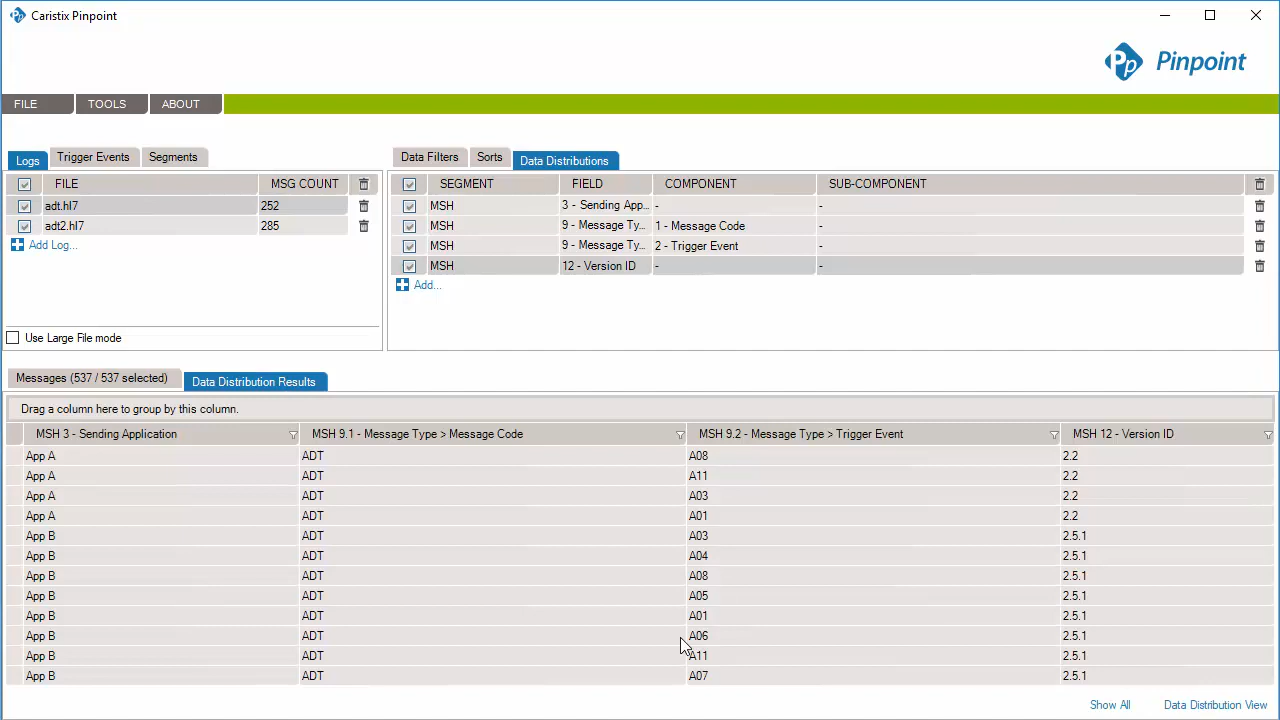 Caristix Pinpoint
Pp Pinpoint
FILE TOOLS ABOUT
Logs Trigger Events Segments
FILE MSG COUNT
adt.hl7 252
adt2.hl7 285
Add Log...
Use Large File mode
Data Filters Sorts Data Distributions
SEGMENT FIELD COMPONENT SUB-COMPONENT
MSH 3 - Sending App... - -
MSH 9 - Message Ty... 1 - Message Code -
MSH 9 - Message Ty... 2 - Trigger Event -
MSH 12 - Version ID - -
Add...
Messages (537 / 537 selected) Data Distribution Results
Drag a column here to group by this column.
MSH 3 - Sending Application MSH 9.1 - Message Type > Message Code MSH 9.2 - Message Type > Trigger Event MSH 12 - Version ID
App A ADT A08 2.2
App A ADT A11 2.2
App A ADT A03 2.2
App A ADT A01 2.2
App B ADT A03 2.5.1
App B ADT A04 2.5.1
App B ADT A08 2.5.1
App B ADT A05 2.5.1
App B ADT A01 2.5.1
App B ADT A06 2.5.1
App B ADT A11 2.5.1
App B ADT A07 2.5.1
Show All Data Distribution View